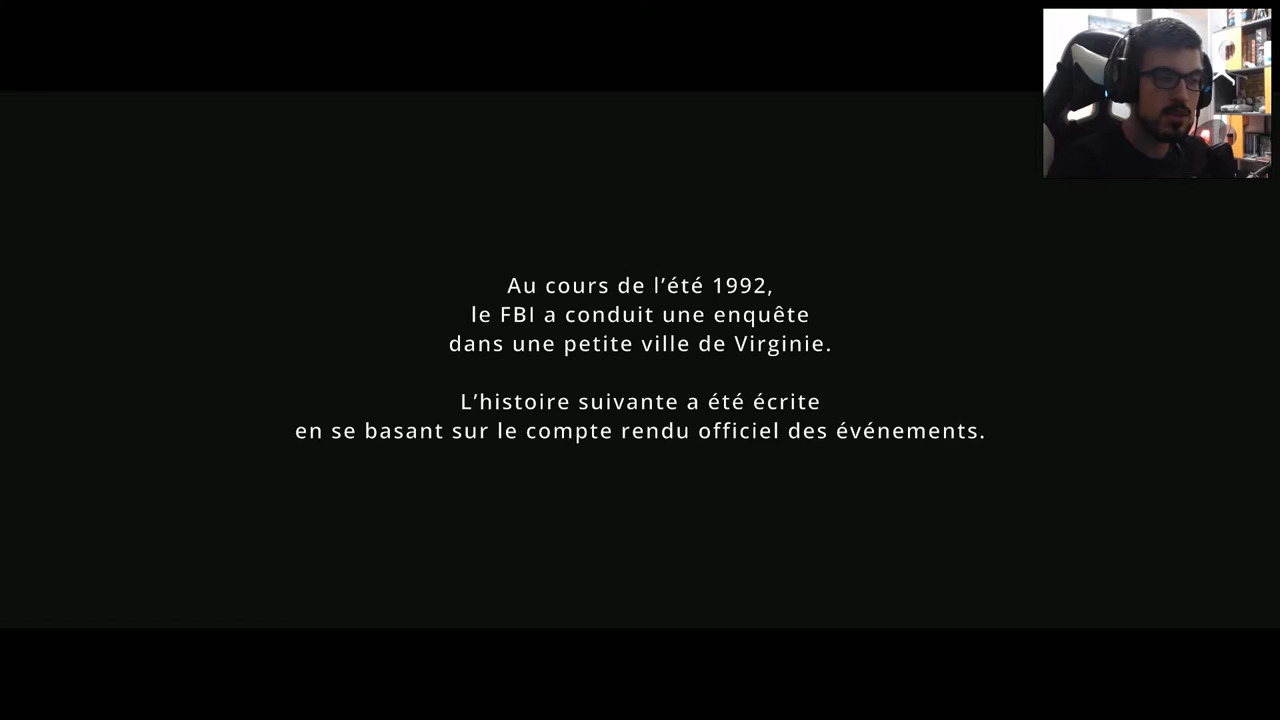 Au cours de l’été 1992,
le FBI a conduit une enquête
dans une petite ville de Virginie.
L’histoire suivante a été écrite
en se basant sur le compte rendu officiel des événements.